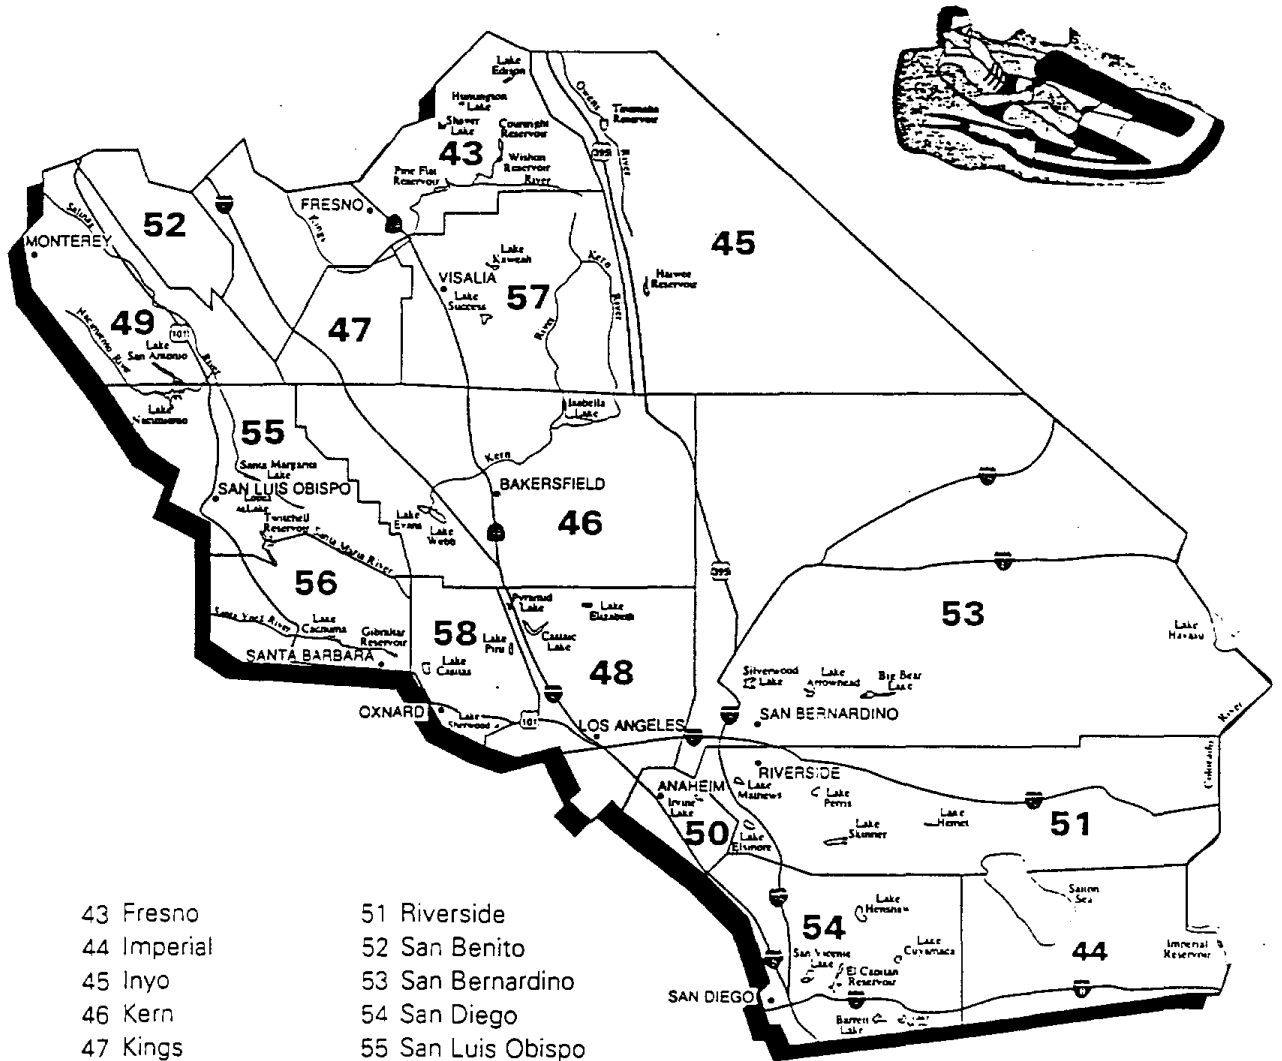 Lake
Edison
Huntington
Lake
Shaver
Lake
Courtright
Reservoir
Wishon
Reservoir
43
Pine Flat
Reservoir
River
Owens
River
Tinemaha
Reservoir
395
52
Salinas
MONTEREY
FRESNO
Kings
45
Lake
Kaweah
VISALIA
Lake
Success
57
Kern
River
River
Haiwee
Reservoir
49
47
101
Lake
San Antonio
Nacimiento River
River
Lake
Nacimiento
Isabella
Lake
55
Kern
Santa Margarita
Lake
SAN LUIS OBISPO
Lopez
Lake
Twitchell
Reservoir
Santa Maria River
BAKERSFIELD
Lake
Evans
Lake
Webb
46
395
56
Santa Ynez River
Lake
Cachuma
Gibraltar
Reservoir
SANTA BARBARA
Pyramid
Lake
Lake
Elizabeth
58
Lake
Piru
Castaic
Lake
Lake
Casitas
48
53
Lake
Havasu
Silverwood
Lake
Lake
Arrowhead
Big Bear
Lake
OXNARD
Lake
Sherwood
101
LOS ANGELES
SAN BERNARDINO
River
Colorado
RIVERSIDE
ANAHEIM
Lake
Mathews
Lake
Perris
Irvine
Lake
50
Lake
Elsinore
Lake
Skinner
Lake
Hemet
51
Lake
Henshaw
Salton
Sea
54
San Vicente
Lake
Lake
Cuyamaca
44
Imperial
Reservoir
El Capitan
Reservoir
SAN DIEGO
8
Barrett
Lake
43 Fresno
44 Imperial
45 Inyo
46 Kern
47 Kings
51 Riverside
52 San Benito
53 San Bernardino
54 San Diego
55 San Luis Obispo